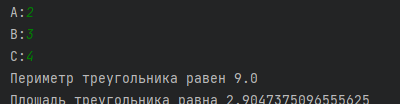 A:2
B:3
C:4
Периметр треугольника равен 9.0
Площадь треугольника равна 2.9047375096555625